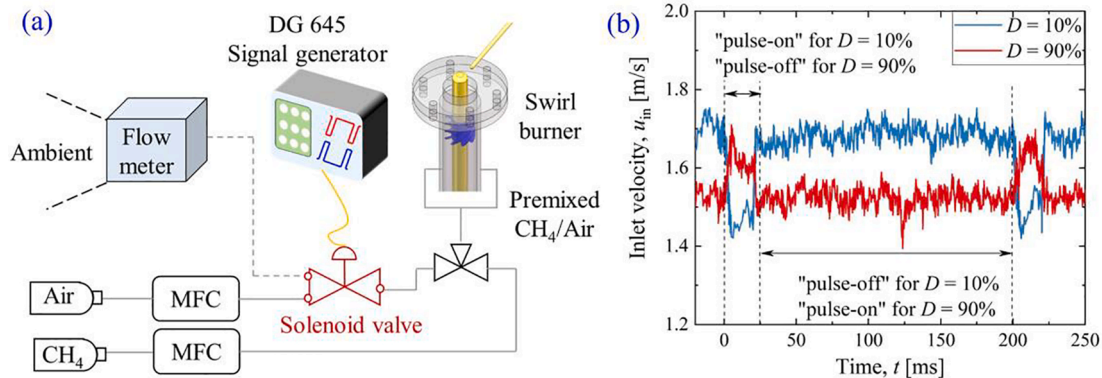 (a)
DG 645
Signal generator
Ambient
Flow
meter
Swirl
burner
Premixed
CH₄/Air
Air
MFC
Solenoid valve
CH₄
MFC
(b)
Inlet velocity, u_in [m/s]
2.0
1.8
1.6
1.4
1.2
"pulse-on" for D = 10%
"pulse-off" for D = 90%
D = 10%
D = 90%
"pulse-off" for D = 10%
"pulse-on" for D = 90%
0 50 100 150 200 250
Time, t [ms]